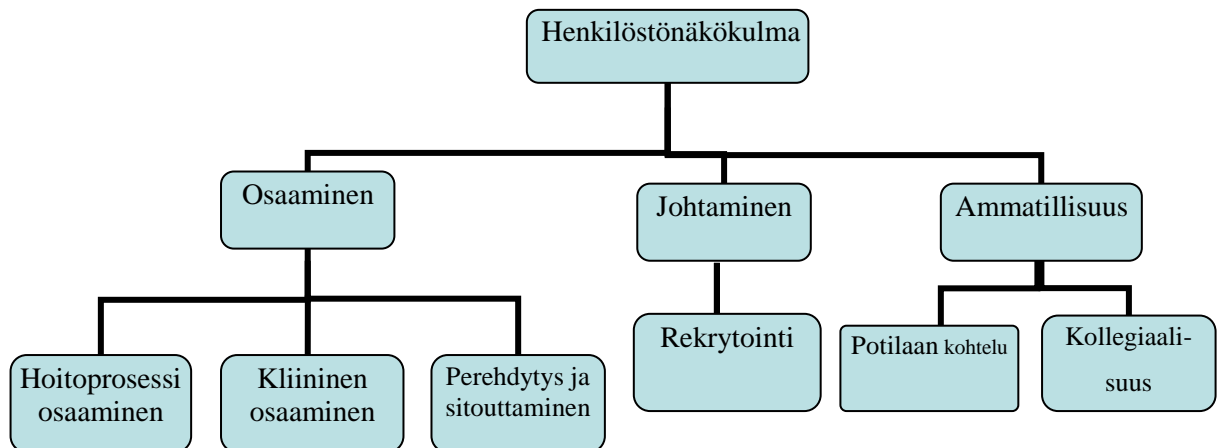 Henkilöstönäkökulma
Osaaminen
Johtaminen
Ammatillisuus
Hoitoprosessi
osaaminen
Kliininen
osaaminen
Perehdytys ja
sitouttaminen
Rekrytointi
Potilaan kohtelu
Kollegiaali-
suus